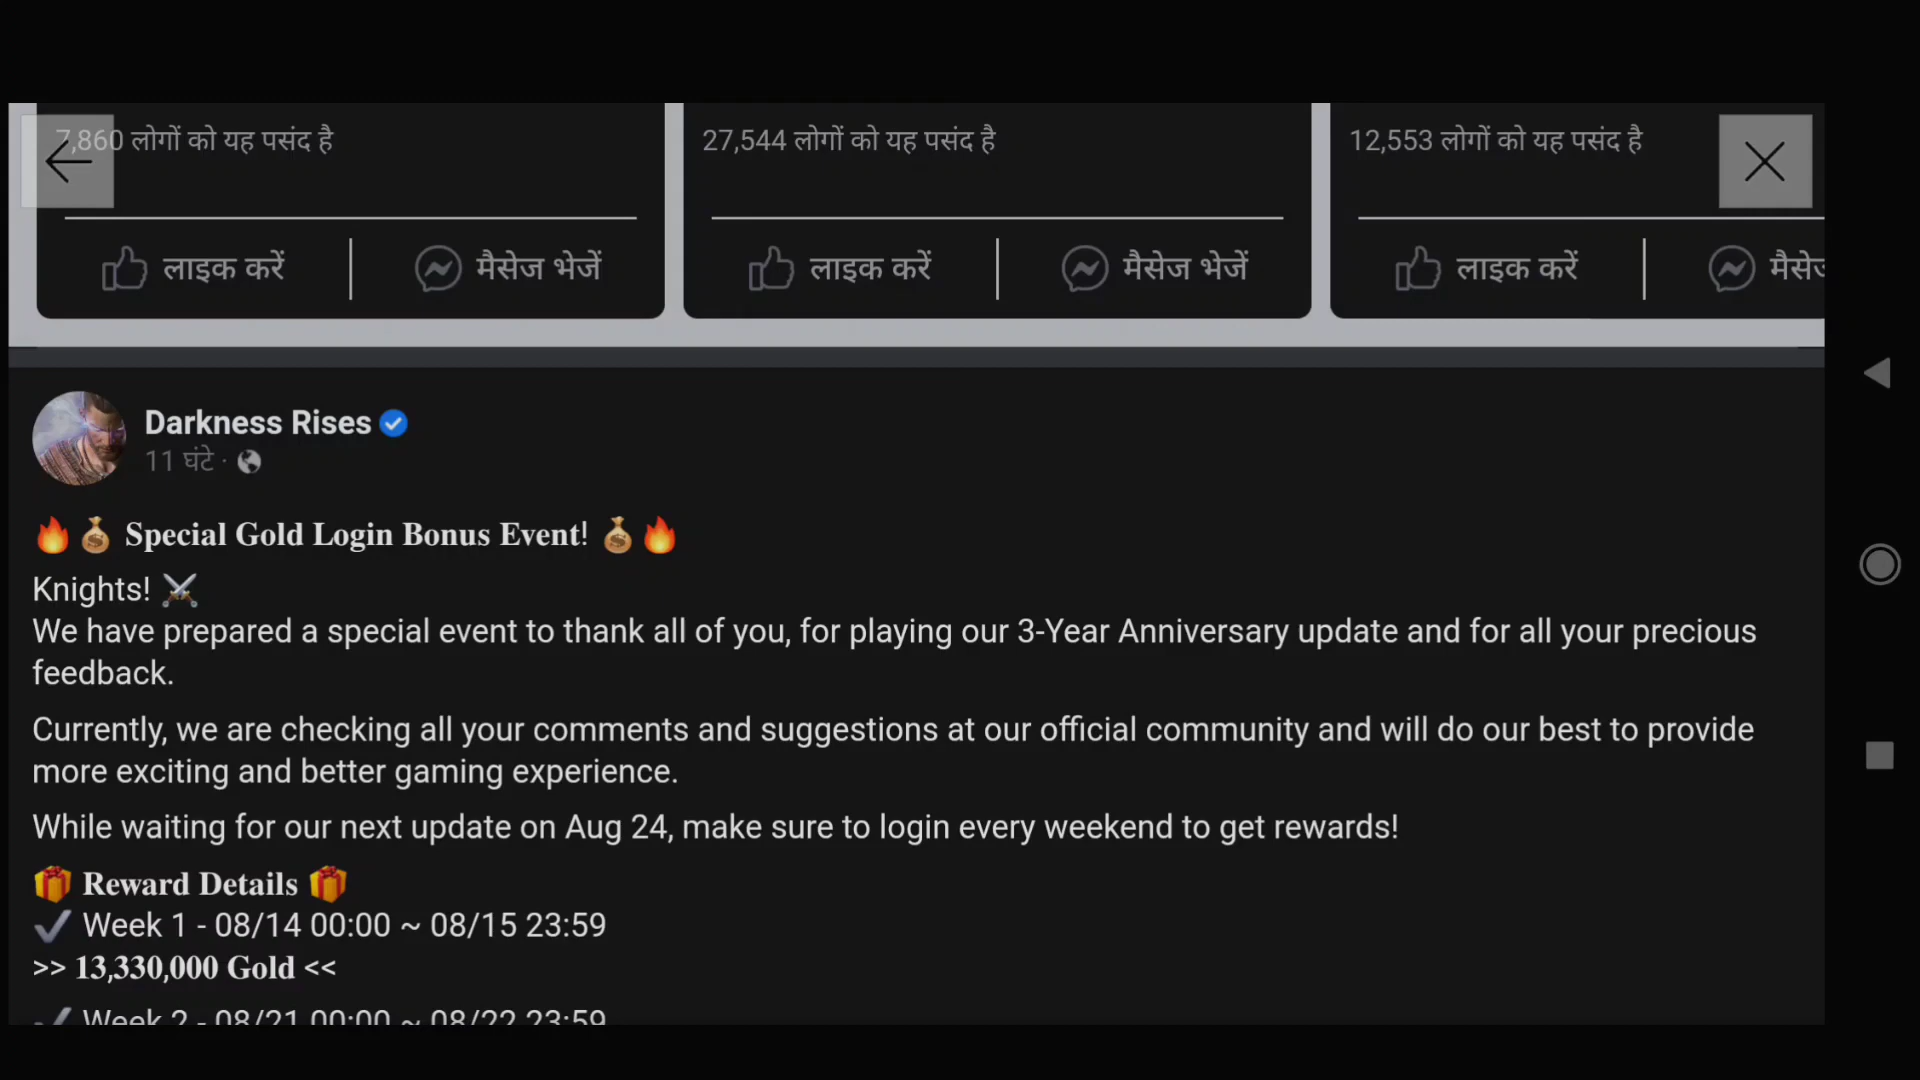 7,860 लोगों को यह पसंद है
27,544 लोगों को यह पसंद है
12,553 लोगों को यह पसंद है
लाइक करें
मैसेज भेजें
लाइक करें
मैसेज भेजें
लाइक करें
Darkness Rises
11 घंटे ·
Special Gold Login Bonus Event!
Knights!
We have prepared a special event to thank all of you, for playing our 3-Year Anniversary update and for all your precious
feedback.
Currently, we are checking all your comments and suggestions at our official community and will do our best to provide
more exciting and better gaming experience.
While waiting for our next update on Aug 24, make sure to login every weekend to get rewards!
Reward Details
Week 1 - 08/14 00:00 ~ 08/15 23:59
>> 13,330,000 Gold <<
Week 2 - 08/21 00:00 ~ 08/22 23:59